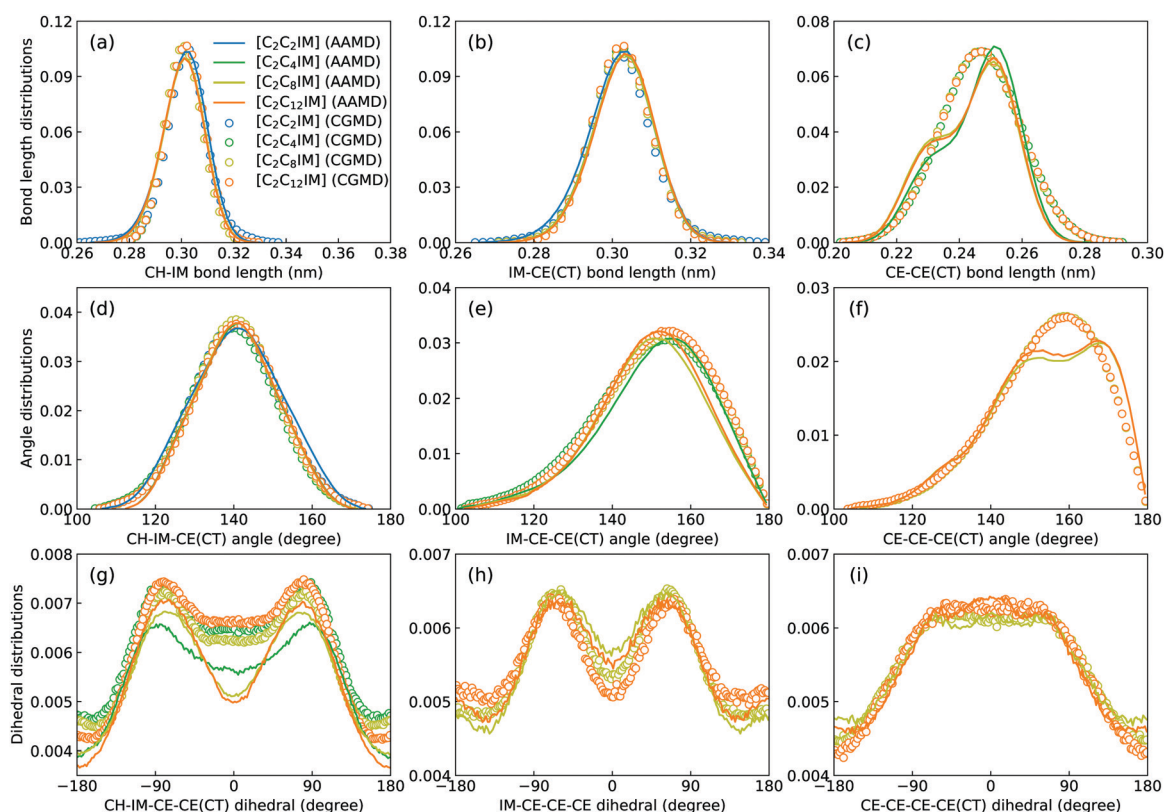 (a)
[C₂C₂IM] (AAMD)
[C₂C₄IM] (AAMD)
[C₂C₈IM] (AAMD)
[C₂C₁₂IM] (AAMD)
[C₂C₂IM] (CGMD)
[C₂C₄IM] (CGMD)
[C₂C₈IM] (CGMD)
[C₂C₁₂IM] (CGMD)
Bond length distributions
0.12
0.09
0.06
0.03
0.00
0.26 0.28 0.30 0.32 0.34 0.36 0.38
CH-IM bond length (nm)
(b)
0.12
0.09
0.06
0.03
0.00
0.26 0.28 0.30 0.32 0.34
IM-CE(CT) bond length (nm)
(c)
0.08
0.06
0.04
0.02
0.00
0.20 0.22 0.24 0.26 0.28 0.30
CE-CE(CT) bond length (nm)
(d)
Angle distributions
0.04
0.03
0.02
0.01
0.00
100 120 140 160 180
CH-IM-CE(CT) angle (degree)
(e)
0.04
0.03
0.02
0.01
0.00
100 120 140 160 180
IM-CE-CE(CT) angle (degree)
(f)
0.03
0.02
0.01
0.00
100 120 140 160 180
CE-CE-CE(CT) angle (degree)
(g)
Dihedral distributions
0.008
0.007
0.006
0.005
0.004
−180 −90 0 90 180
CH-IM-CE-CE(CT) dihedral (degree)
(h)
0.007
0.006
0.005
0.004
−180 −90 0 90 180
IM-CE-CE-CE dihedral (degree)
(i)
0.007
0.006
0.005
0.004
−180 −90 0 90 180
CE-CE-CE-CE(CT) dihedral (degree)